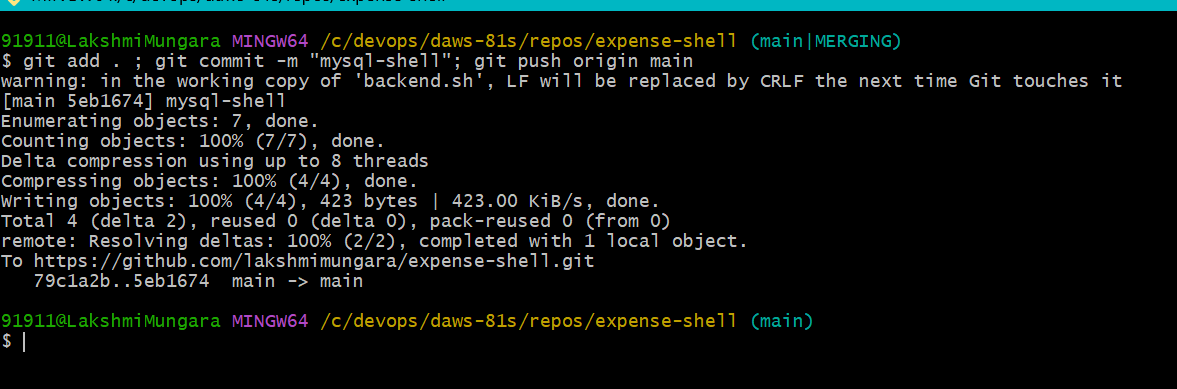 91911@LakshmiMungara MINGW64 /c/devops/daws-81s/repos/expense-shell (main|MERGING)
$ git add . ; git commit -m "mysql-shell"; git push origin main
warning: in the working copy of 'backend.sh', LF will be replaced by CRLF the next time Git touches it
[main 5eb1674] mysql-shell
Enumerating objects: 7, done.
Counting objects: 100% (7/7), done.
Delta compression using up to 8 threads
Compressing objects: 100% (4/4), done.
Writing objects: 100% (4/4), 423 bytes | 423.00 KiB/s, done.
Total 4 (delta 2), reused 0 (delta 0), pack-reused 0 (from 0)
remote: Resolving deltas: 100% (2/2), completed with 1 local object.
To https://github.com/lakshmimungara/expense-shell.git
   79c1a2b..5eb1674  main -> main
91911@LakshmiMungara MINGW64 /c/devops/daws-81s/repos/expense-shell (main)
$